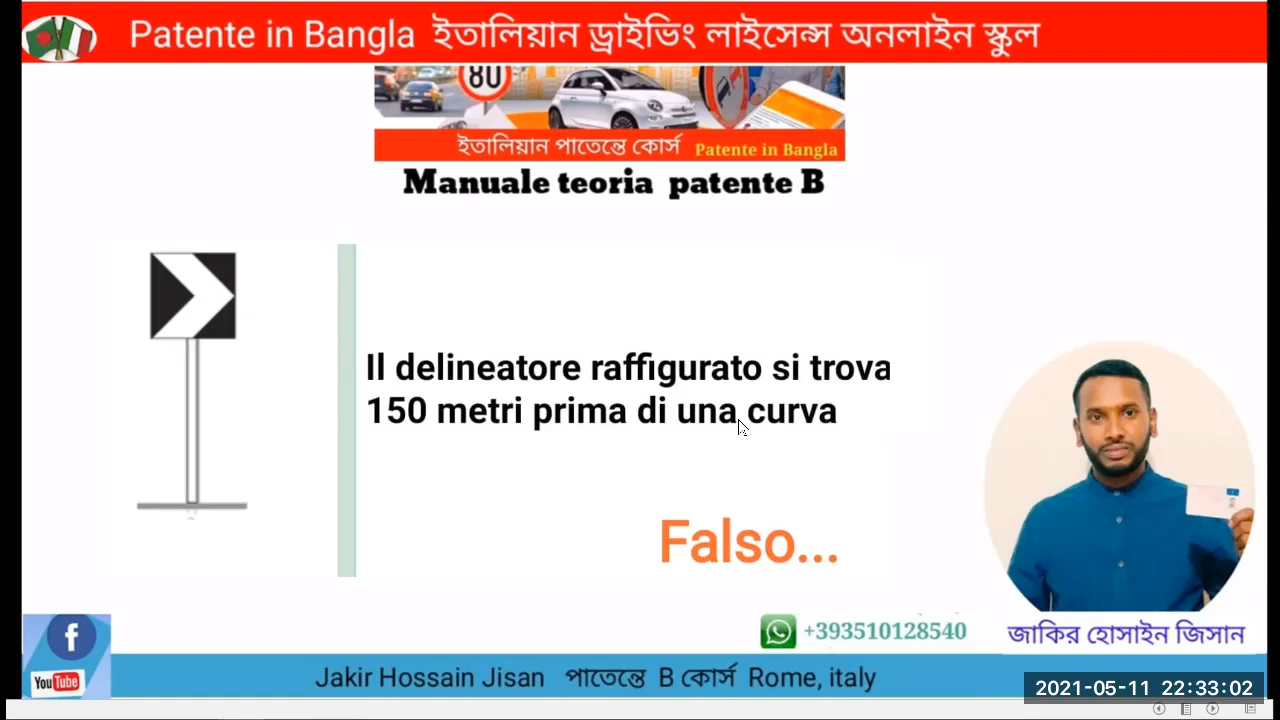 Patente in Bangla ইতালিয়ান ড্রাইভিং লাইসেন্স অনলাইন স্কুল
80
ইতালিয়ান পাতেন্তে কোর্স Patente in Bangla
Manuale teoria patente B
Il delineatore raffigurato si trova
150 metri prima di una curva
Falso...
+393510128540
জাকির হোসাইন জিসান
f
You Tube
Jakir Hossain Jisan পাতেন্তে B কোর্স Rome, italy
2021-05-11 22:33:02